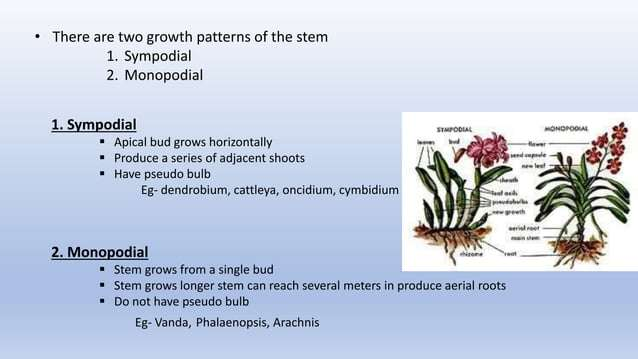 • There are two growth patterns of the stem
1. Sympodial
2. Monopodial
1. Sympodial
▪ Apical bud grows horizontally
▪ Produce a series of adjacent shoots
▪ Have pseudo bulb
Eg- dendrobium, cattleya, oncidium, cymbidium
SYMPODIAL
MONOPODIAL
leaves
bud
flower
seed capsule
new leaf
sheath
leaf axils
pseudobulbs
new growth
aerial root
main stem
rhizome
root
2. Monopodial
▪ Stem grows from a single bud
▪ Stem grows longer stem can reach several meters in produce aerial roots
▪ Do not have pseudo bulb
Eg- Vanda, Phalaenopsis, Arachnis